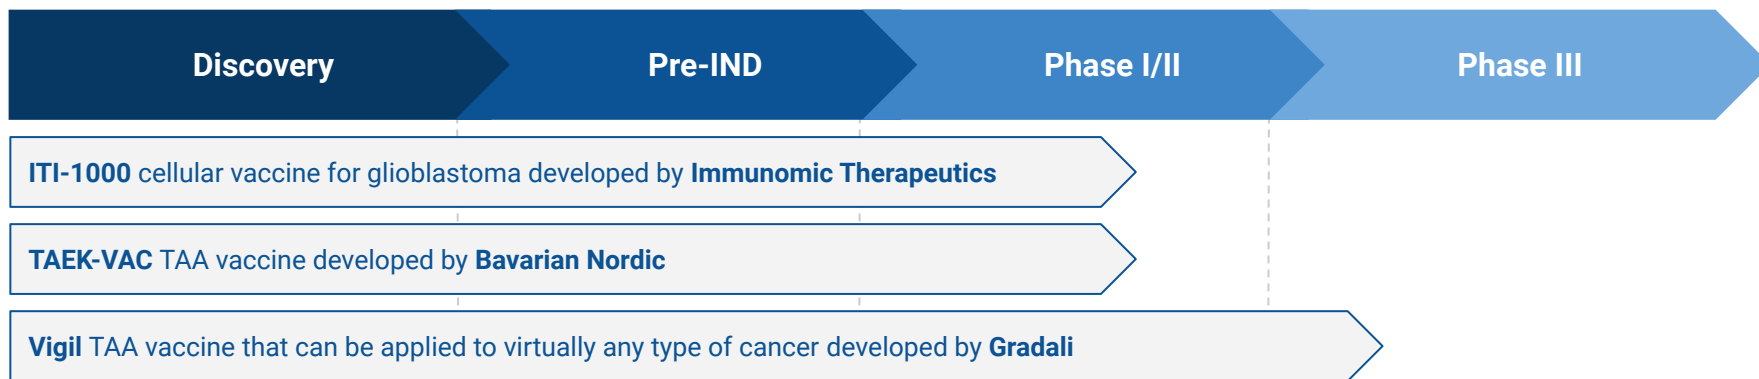 Discovery
Pre-IND
Phase I/II
Phase III
ITI-1000 cellular vaccine for glioblastoma developed by Immunomic Therapeutics
TAEK-VAC TAA vaccine developed by Bavarian Nordic
Vigil TAA vaccine that can be applied to virtually any type of cancer developed by Gradali